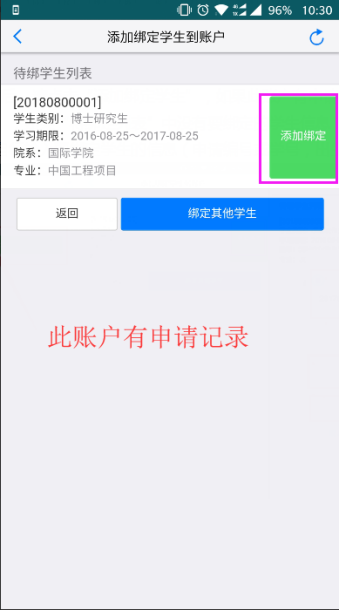 96% 10:30
添加绑定学生到账户
待绑学生列表
[20180800001]
学生类别：博士研究生
学习期限：2016-08-25～2017-08-25
院系：国际学院
专业：中国工程项目
添加绑定
返回
绑定其他学生
此账户有申请记录